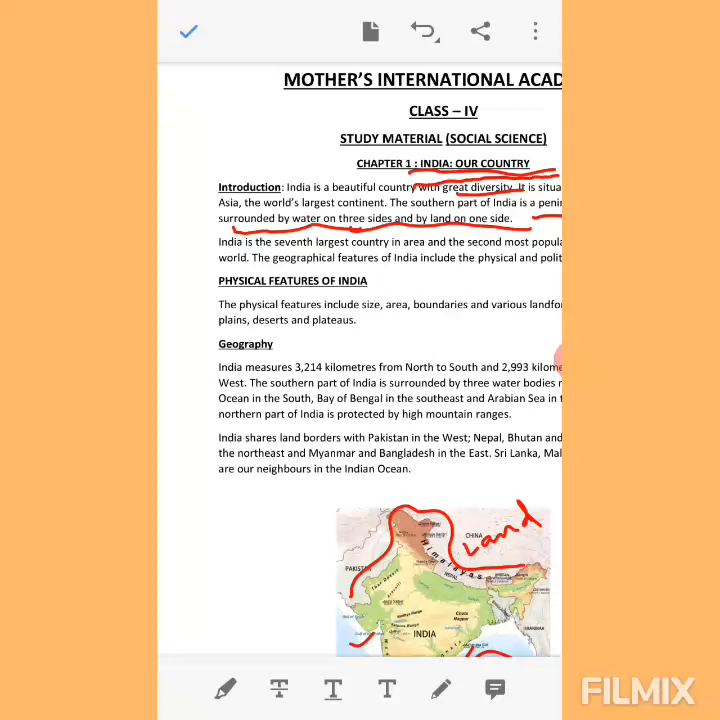 MOTHER'S INTERNATIONAL ACAD
CLASS – IV
STUDY MATERIAL (SOCIAL SCIENCE)
CHAPTER 1 : INDIA: OUR COUNTRY
Introduction: India is a beautiful country with great diversity. It is situa
Asia, the world's largest continent. The southern part of India is a penin
surrounded by water on three sides and by land on one side.
India is the seventh largest country in area and the second most popula
world. The geographical features of India include the physical and polit
PHYSICAL FEATURES OF INDIA
The physical features include size, area, boundaries and various landfo
plains, deserts and plateaus.
Geography
India measures 3,214 kilometres from North to South and 2,993 kilome
West. The southern part of India is surrounded by three water bodies
Ocean in the South, Bay of Bengal in the southeast and Arabian Sea in t
northern part of India is protected by high mountain ranges.
India shares land borders with Pakistan in the West; Nepal, Bhutan and
the northeast and Myanmar and Bangladesh in the East. Sri Lanka, Mal
are our neighbours in the Indian Ocean.
Land
CHINA
Himalayas
PAKISTAN
Thar Desert
NEPAL
INDIA
T T T
FILMIX